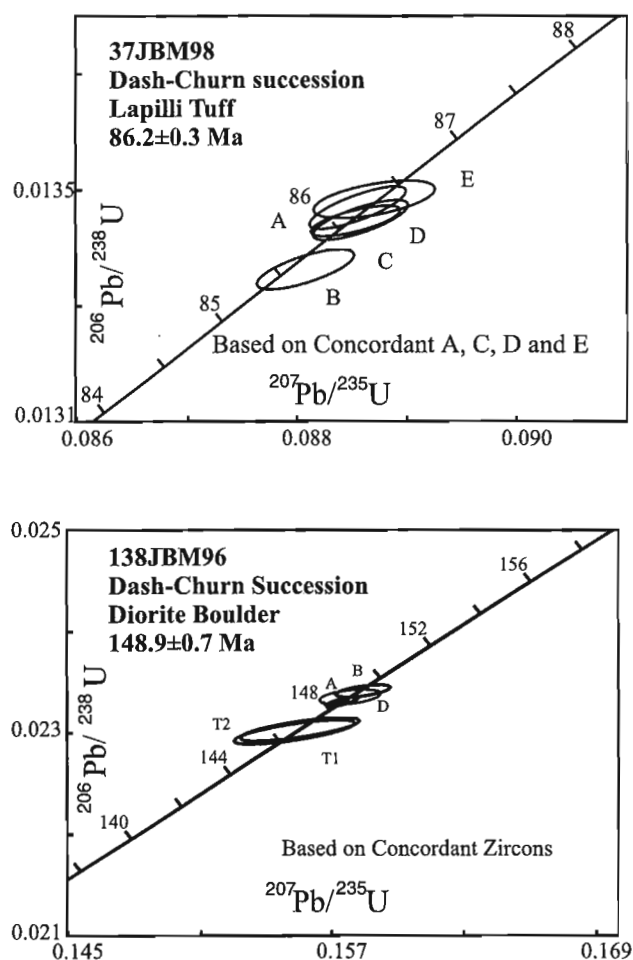 37JBM98
Dash-Churn succession
Lapilli Tuff
86.2±0.3 Ma
88
87
86
85
84
0.0135
0.0131
²⁰⁶Pb/²³⁸U
A
E
D
C
B
Based on Concordant A, C, D and E
²⁰⁷Pb/²³⁵U
0.086
0.088
0.090
0.025
0.023
0.021
138JBM96
Dash-Churn Succession
Diorite Boulder
148.9±0.7 Ma
156
152
148
144
140
²⁰⁶Pb/²³⁸U
A
B
D
T2
T1
Based on Concordant Zircons
²⁰⁷Pb/²³⁵U
0.145
0.157
0.169